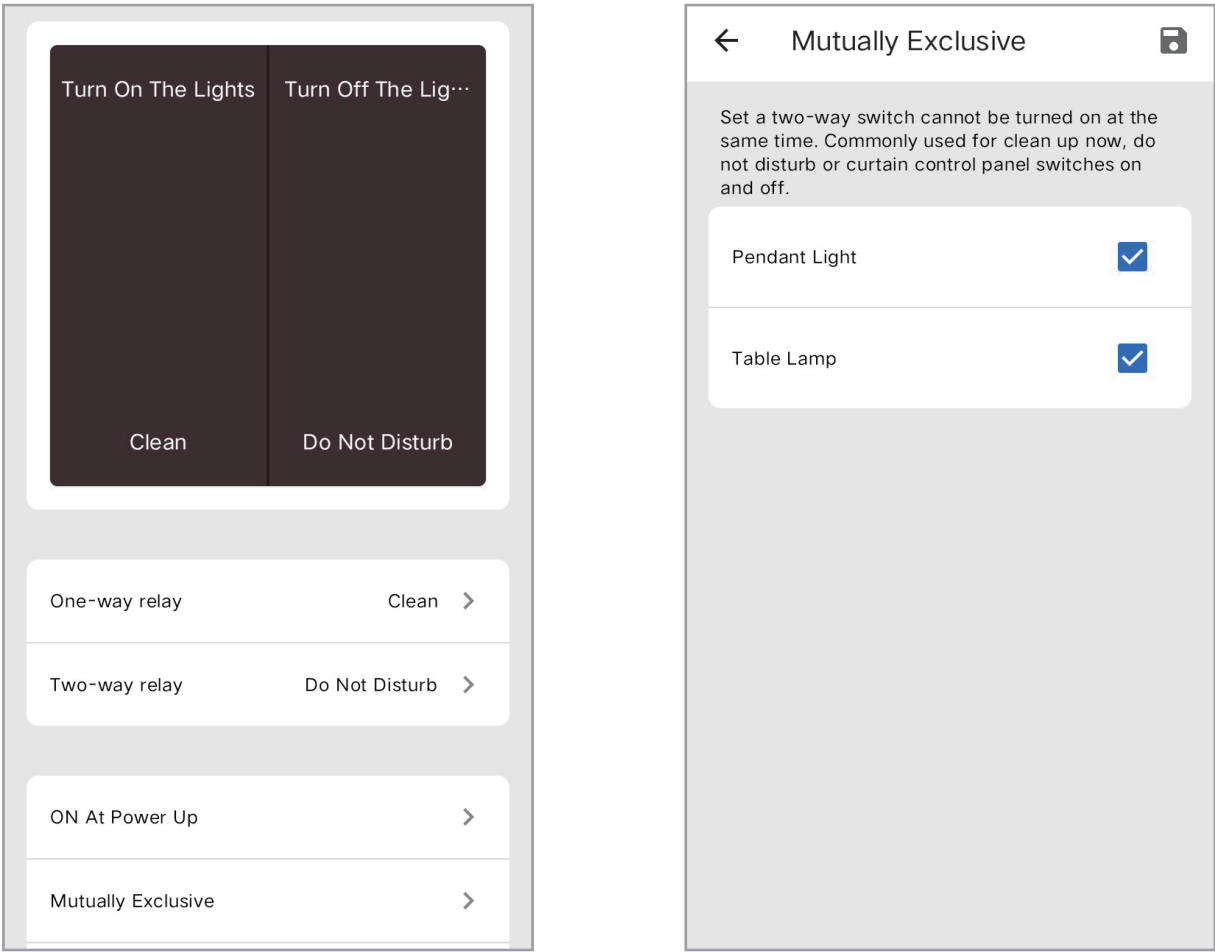 Turn On The Lights
Turn Off The Lig···
Clean
Do Not Disturb
One-way relay
Clean
Two-way relay
Do Not Disturb
ON At Power Up
Mutually Exclusive
Mutually Exclusive
Set a two-way switch cannot be turned on at the
same time. Commonly used for clean up now, do
not disturb or curtain control panel switches on
and off.
Pendant Light
Table Lamp